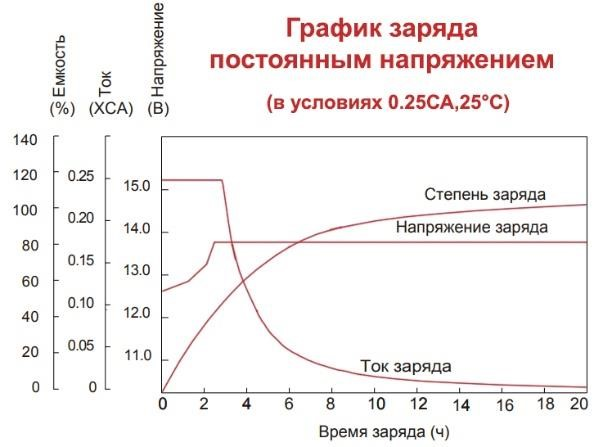 График заряда
постоянным напряжением
(в условиях 0.25CA,25°C)
Емкость
(%)
Ток
(XCA)
Напряжение
(В)
140
120
100
80
60
40
20
0
0.25
0.20
0.15
0.10
0.05
0
15.0
14.0
13.0
12.0
11.0
Степень заряда
Напряжение заряда
Ток заряда
0 2 4 6 8 10 12 14 16 18 20
Время заряда (ч)